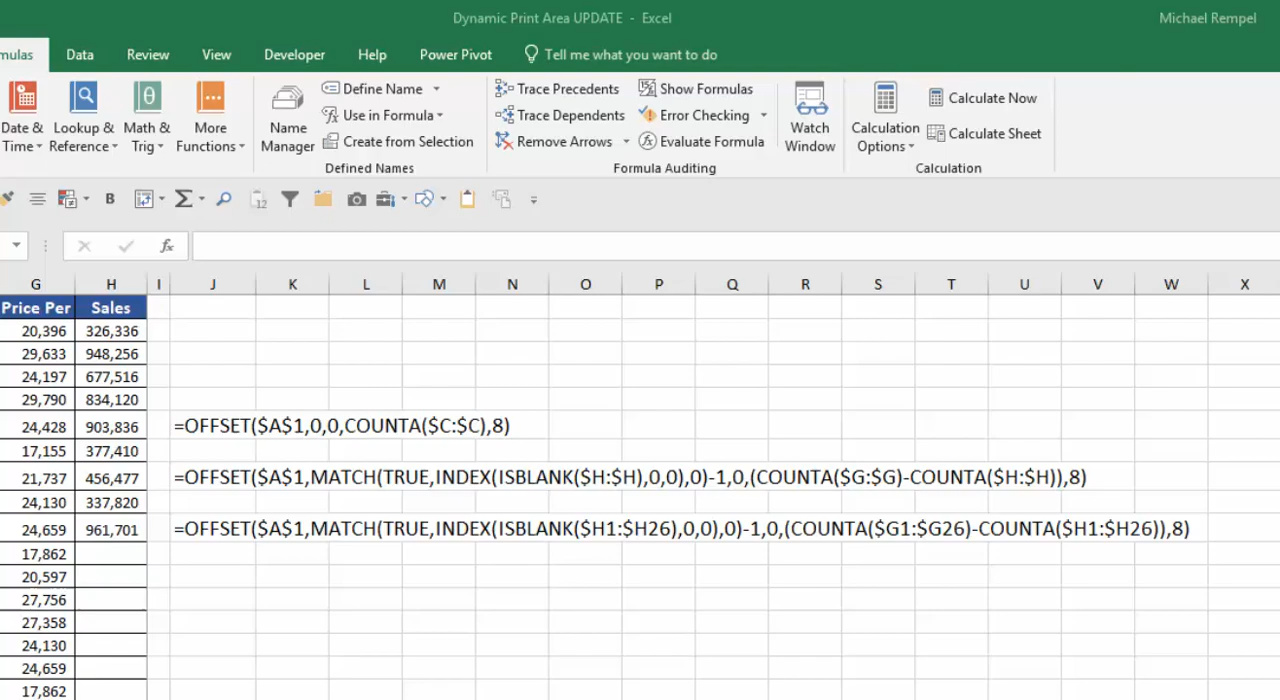 Dynamic Print Area UPDATE - Excel
Michael Rempel
mulas Data Review View Developer Help Power Pivot Tell me what you want to do
Date & Time
Lookup & Reference
Math & Trig
More Functions
Name Manager
Define Name
Use in Formula
Create from Selection
Defined Names
Trace Precedents
Trace Dependents
Remove Arrows
Show Formulas
Error Checking
Evaluate Formula
Formula Auditing
Watch Window
Calculation Options
Calculate Now
Calculate Sheet
Calculation
B 12
fx
G H I J K L M N O P Q R S T U V W X
Price Per Sales
20,396 326,336
29,633 948,256
24,197 677,516
29,790 834,120
24,428 903,836 =OFFSET($A$1,0,0,COUNTA($C:$C),8)
17,155 377,410
21,737 456,477 =OFFSET($A$1,MATCH(TRUE,INDEX(ISBLANK($H:$H),0,0),0)-1,0,(COUNTA($G:$G)-COUNTA($H:$H)),8)
24,130 337,820
24,659 961,701 =OFFSET($A$1,MATCH(TRUE,INDEX(ISBLANK($H1:$H26),0,0),0)-1,0,(COUNTA($G1:$G26)-COUNTA($H1:$H26)),8)
17,862
20,597
27,756
27,358
24,130
24,659
17,862